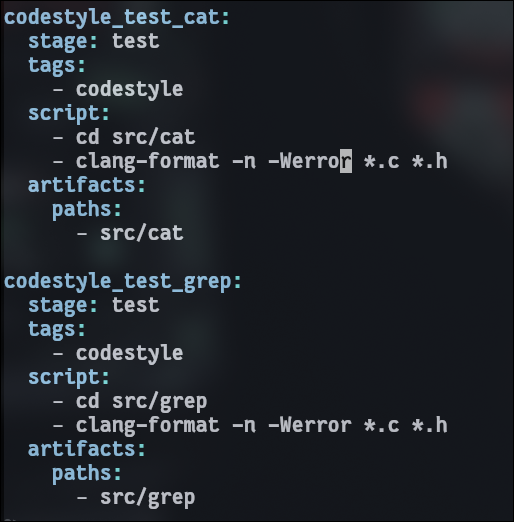 codestyle_test_cat:
  stage: test
  tags:
    - codestyle
  script:
    - cd src/cat
    - clang-format -n -Werror *.c *.h
  artifacts:
    paths:
      - src/cat

codestyle_test_grep:
  stage: test
  tags:
    - codestyle
  script:
    - cd src/grep
    - clang-format -n -Werror *.c *.h
  artifacts:
    paths:
      - src/grep